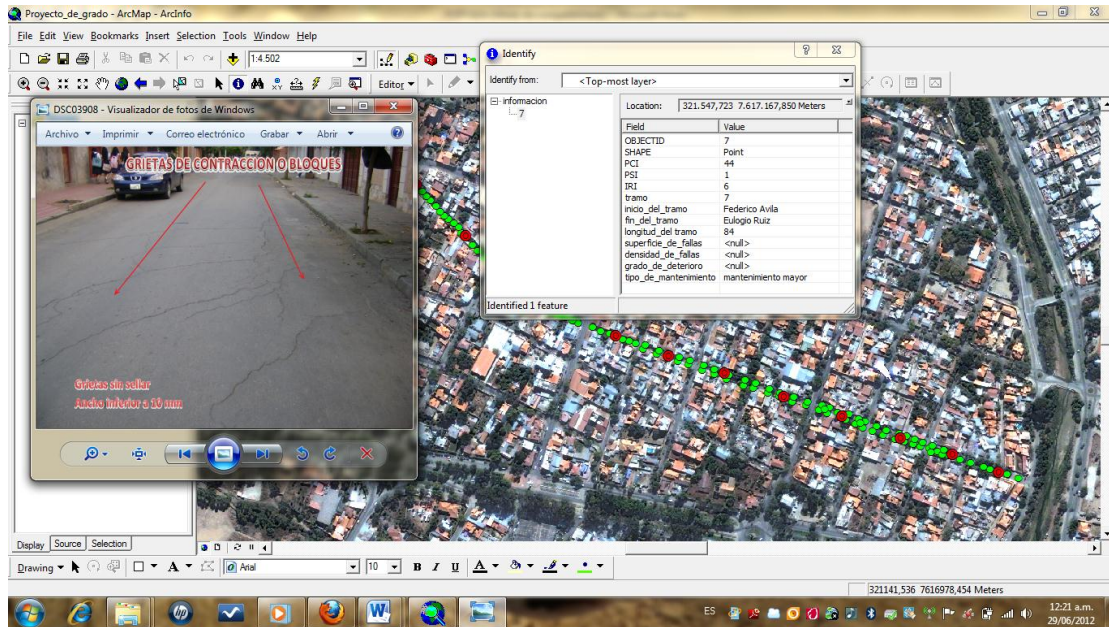 Proyecto_de_grado - ArcMap - ArcInfo
File Edit View Bookmarks Insert Selection Tools Window Help
1:4.502
Editor
DSC03908 - Visualizador de fotos de Windows
Archivo Imprimir Correo electrónico Grabar Abrir
GRIETAS DE CONTRACCION O BLOQUES
Grietas sin sellar
Ancho inferior a 10 mm
Identify
Identify from: <Top-most layer>
informacion
7
Location: 321.547,723 7.617.167,850 Meters
Field Value
OBJECTID 7
SHAPE Point
PCI 44
PSI 1
IRI 6
tramo 7
inicio_del_tramo Federico Avila
fin_del_tramo Eulogio Ruiz
longitud_del tramo 84
superficie_de_fallas <null>
densidad_de_fallas <null>
grado_de_deterioro <null>
tipo_de_mantenimiento mantenimiento mayor
Identified 1 feature
Display Source Selection
Drawing A Arial 10 B I U A
321141,536 7616978,454 Meters
ES 12:21 a.m.
29/06/2012